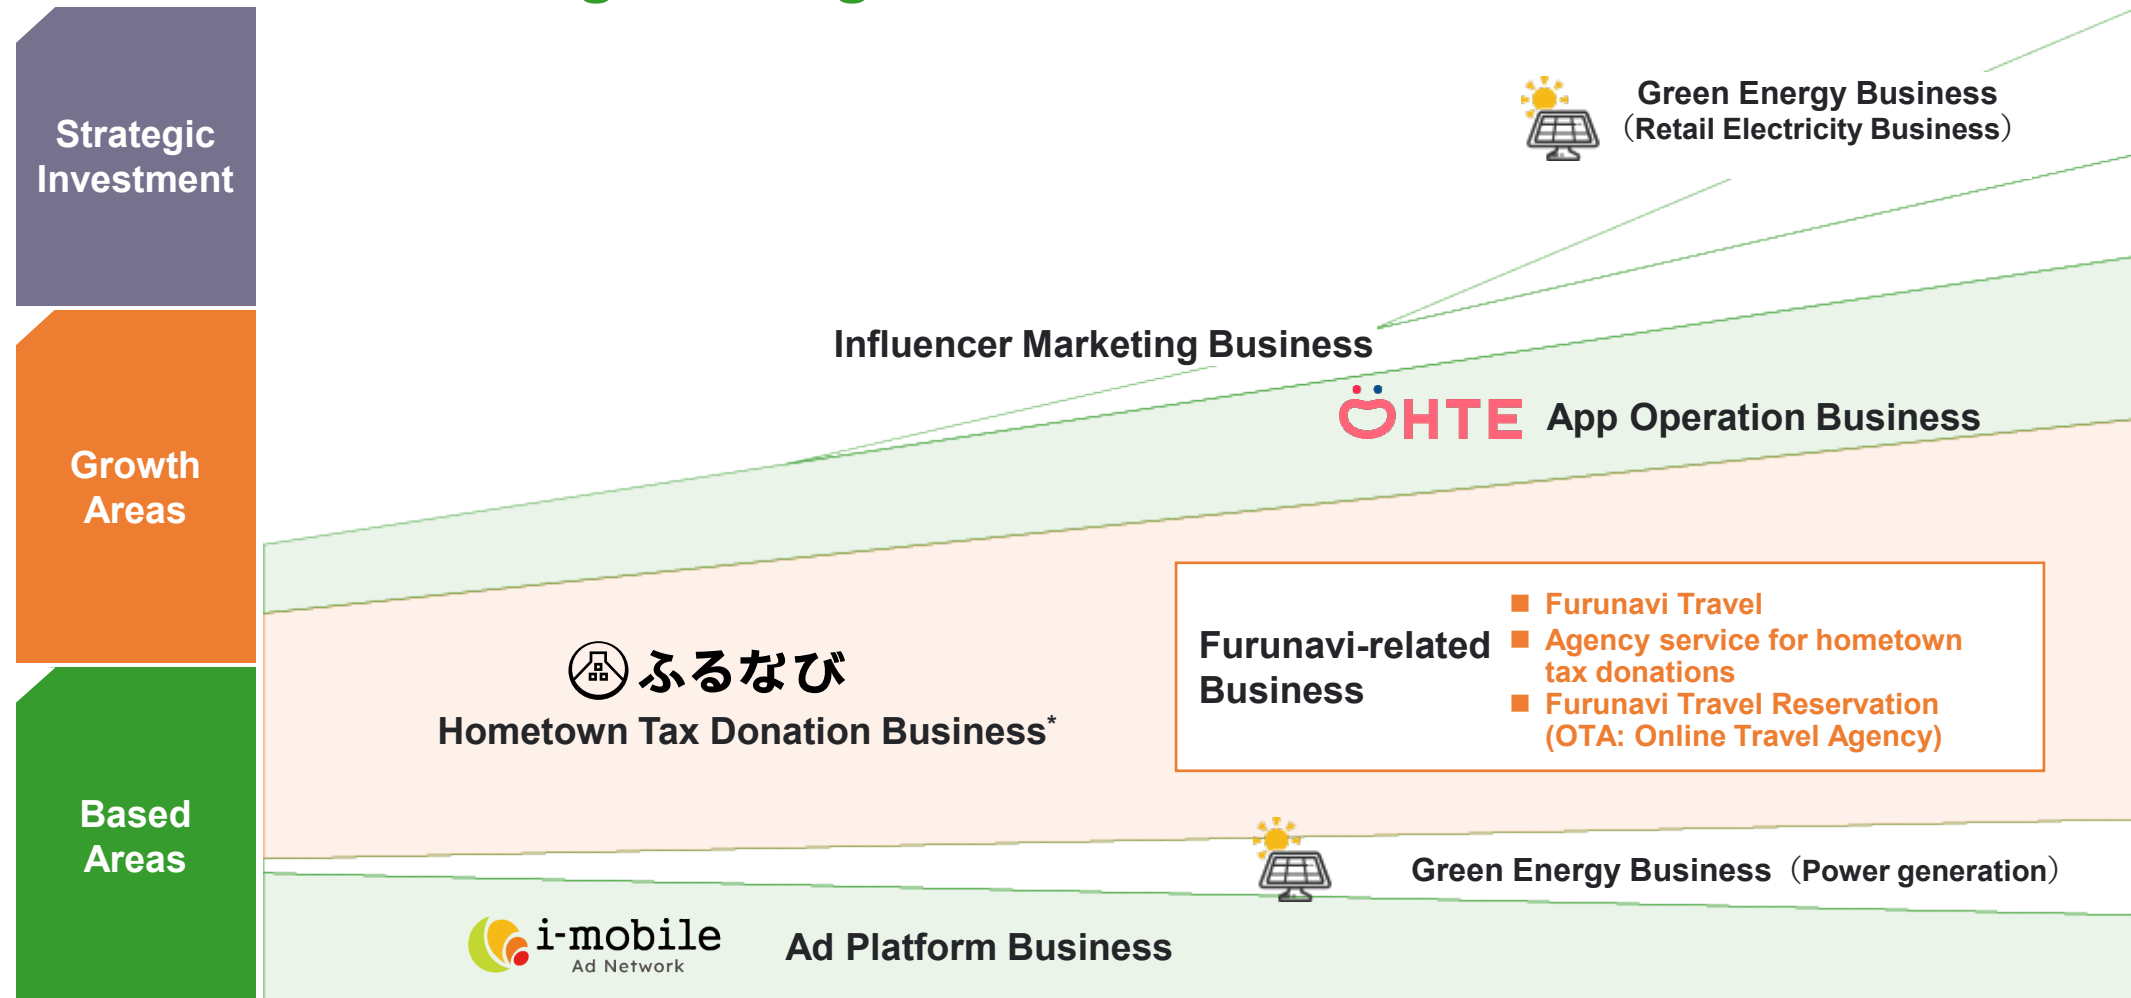 Strategic
Investment
Growth
Areas
Based
Areas
Green Energy Business
（Retail Electricity Business）
Influencer Marketing Business
ÖHTE App Operation Business
ふるなび
Hometown Tax Donation Business*
Furunavi-related
Business
■ Furunavi Travel
■ Agency service for hometown
tax donations
■ Furunavi Travel Reservation
(OTA: Online Travel Agency)
Green Energy Business（Power generation）
i-mobile
Ad Network
Ad Platform Business